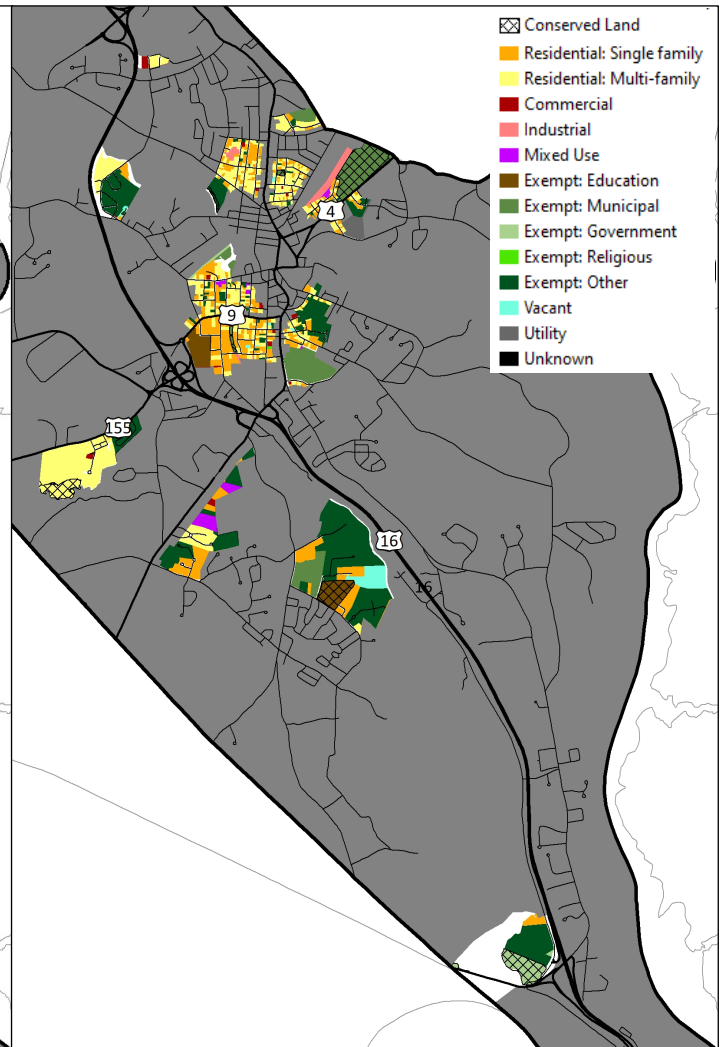 Conserved Land
Residential: Single family
Residential: Multi-family
Commercial
Industrial
Mixed Use
Exempt: Education
Exempt: Municipal
Exempt: Government
Exempt: Religious
Exempt: Other
Vacant
Utility
Unknown
4
9
155
16
16